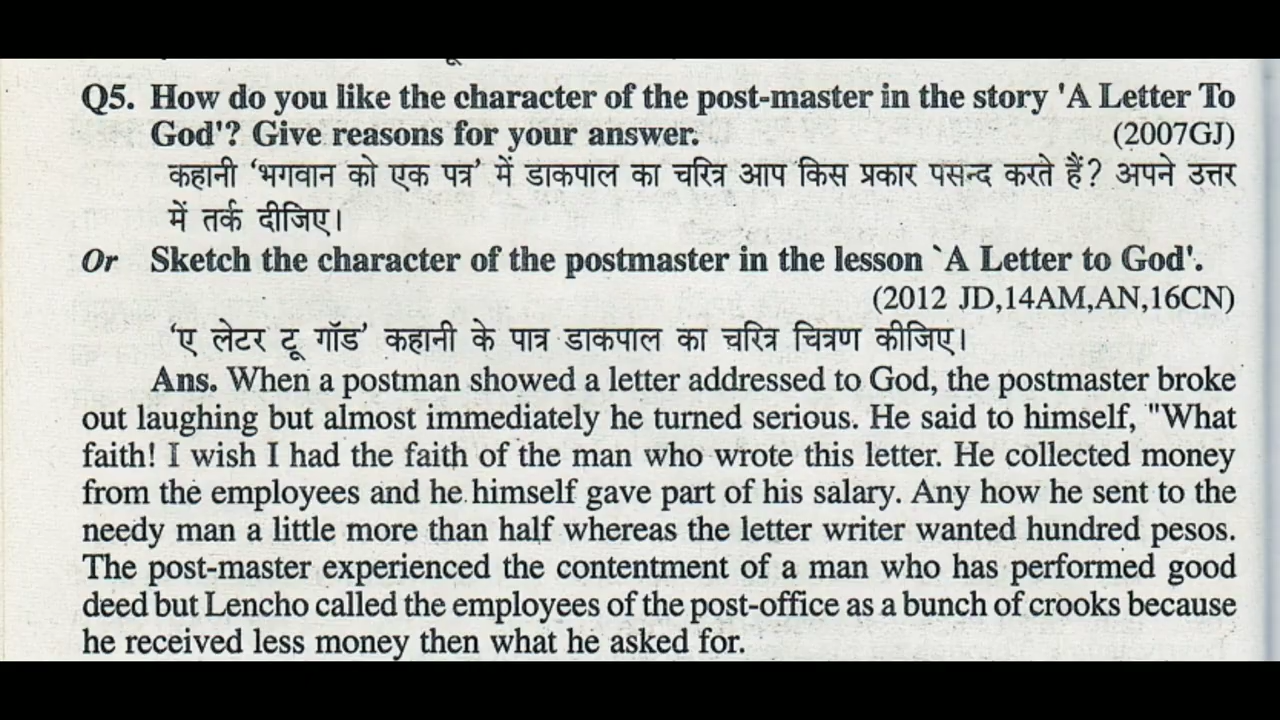 Q5. How do you like the character of the post-master in the story 'A Letter To
God'? Give reasons for your answer. (2007GJ)
कहानी ‘भगवान को एक पत्र’ में डाकपाल का चरित्र आप किस प्रकार पसन्द करते हैं? अपने उत्तर
में तर्क दीजिए।
Or Sketch the character of the postmaster in the lesson `A Letter to God'.
(2012 JD,14AM,AN,16CN)
‘ए लेटर टू गॉड’ कहानी के पात्र डाकपाल का चरित्र चित्रण कीजिए।
Ans. When a postman showed a letter addressed to God, the postmaster broke
out laughing but almost immediately he turned serious. He said to himself, "What
faith! I wish I had the faith of the man who wrote this letter. He collected money
from the employees and he himself gave part of his salary. Any how he sent to the
needy man a little more than half whereas the letter writer wanted hundred pesos.
The post-master experienced the contentment of a man who has performed good
deed but Lencho called the employees of the post-office as a bunch of crooks because
he received less money then what he asked for.